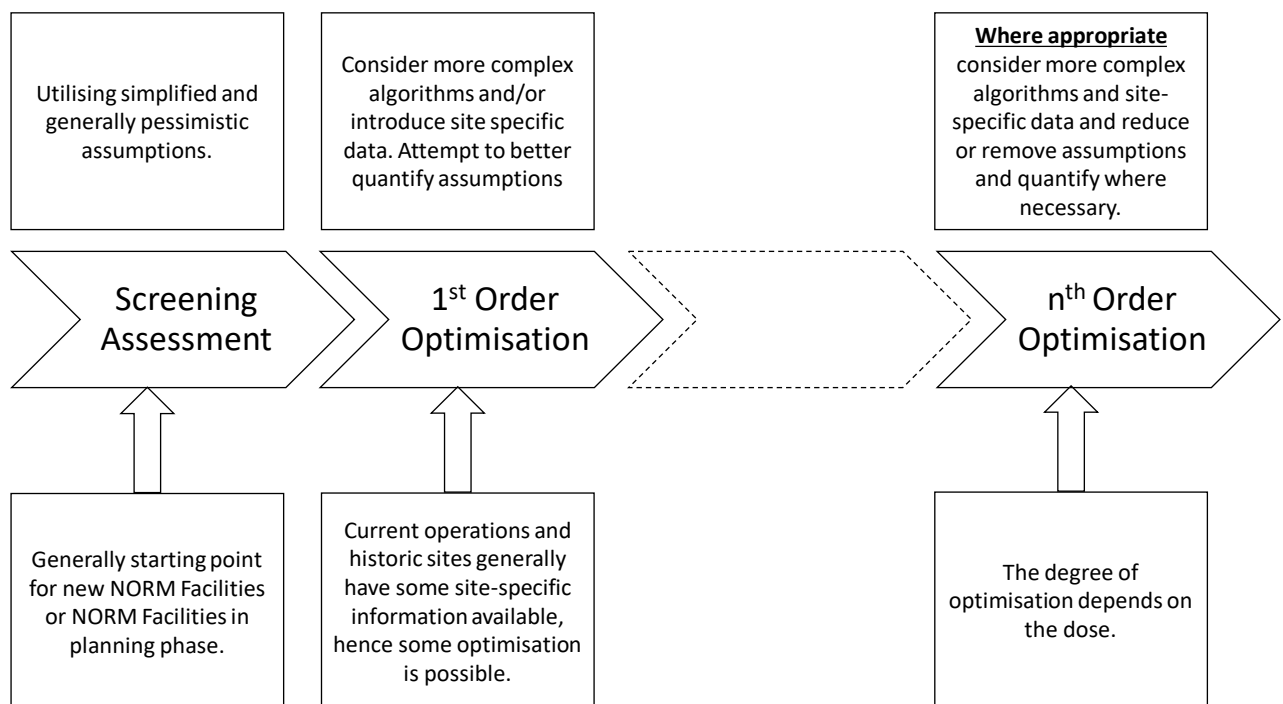 Utilising simplified and
generally pessimistic
assumptions.
Consider more complex
algorithms and/or
introduce site specific
data. Attempt to better
quantify assumptions
Where appropriate
consider more complex
algorithms and site-
specific data and reduce
or remove assumptions
and quantify where
necessary.
Screening
Assessment
1st Order
Optimisation
nth Order
Optimisation
Generally starting point
for new NORM Facilities
or NORM Facilities in
planning phase.
Current operations and
historic sites generally
have some site-specific
information available,
hence some optimisation
is possible.
The degree of
optimisation depends on
the dose.